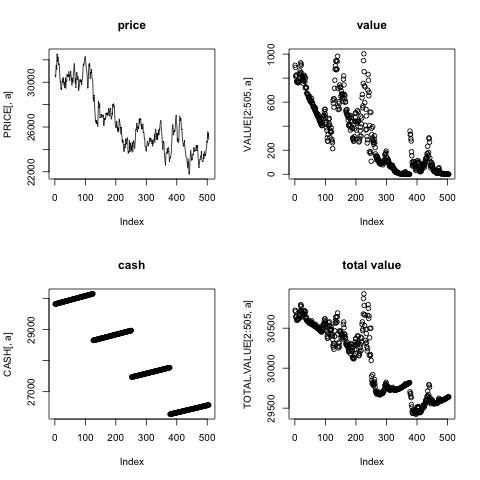 price
PRICE[, a]
22000 26000 30000
0 100 200 300 400 500
Index
value
VALUE[2:505, a]
0 200 600 1000
0 100 200 300 400 500
Index
cash
CASH[, a]
27000 29000
0 100 200 300 400 500
Index
total value
TOTAL.VALUE[2:505, a]
29500 30000 30500
0 100 200 300 400 500
Index